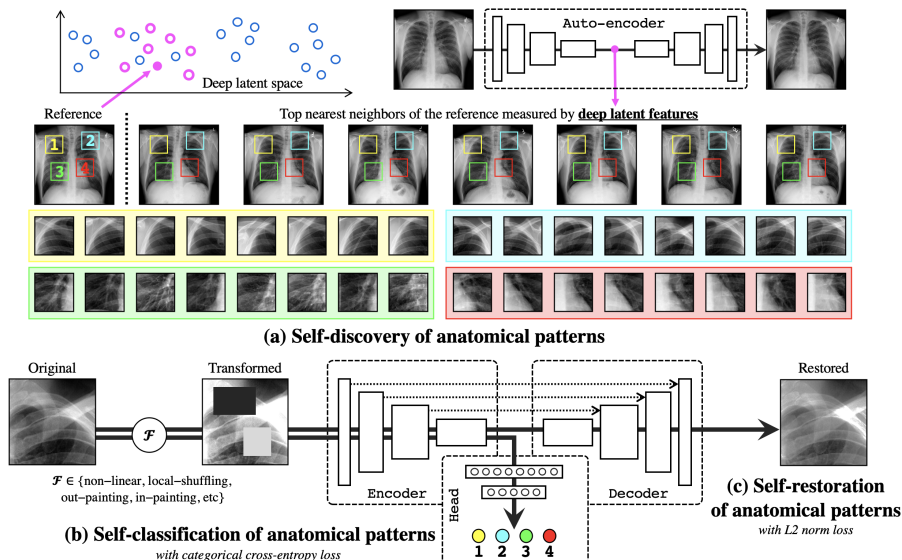 Auto-encoder
Deep latent space
Reference
Top nearest neighbors of the reference measured by deep latent features
1
2
3
4
(a) Self-discovery of anatomical patterns
Original
Transformed
Restored
ℱ
ℱ ∈ {non-linear, local-shuffling,
out-painting, in-painting, etc}
Encoder
Head
Decoder
1 2 3 4
(b) Self-classification of anatomical patterns
with categorical cross-entropy loss
(c) Self-restoration
of anatomical patterns
with L2 norm loss